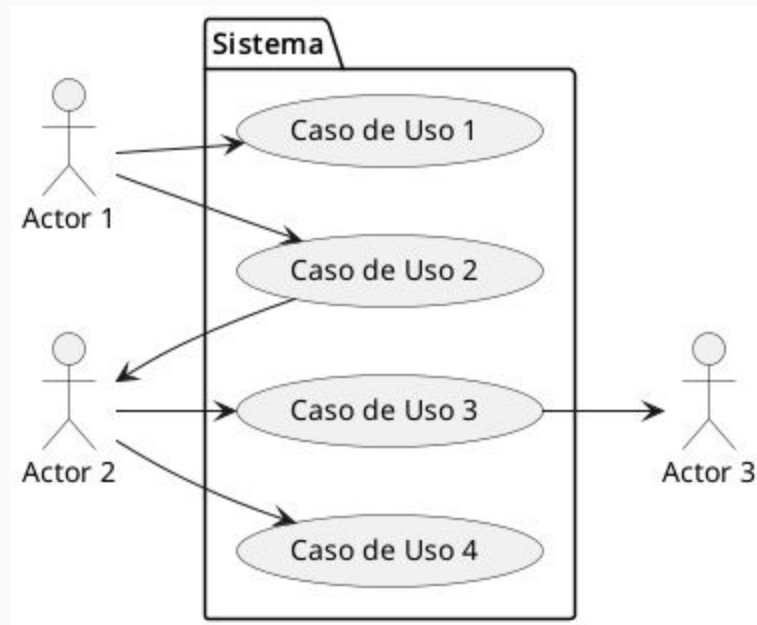 Sistema
Caso de Uso 1
Actor 1
Caso de Uso 2
Caso de Uso 3
Actor 2
Actor 3
Caso de Uso 4